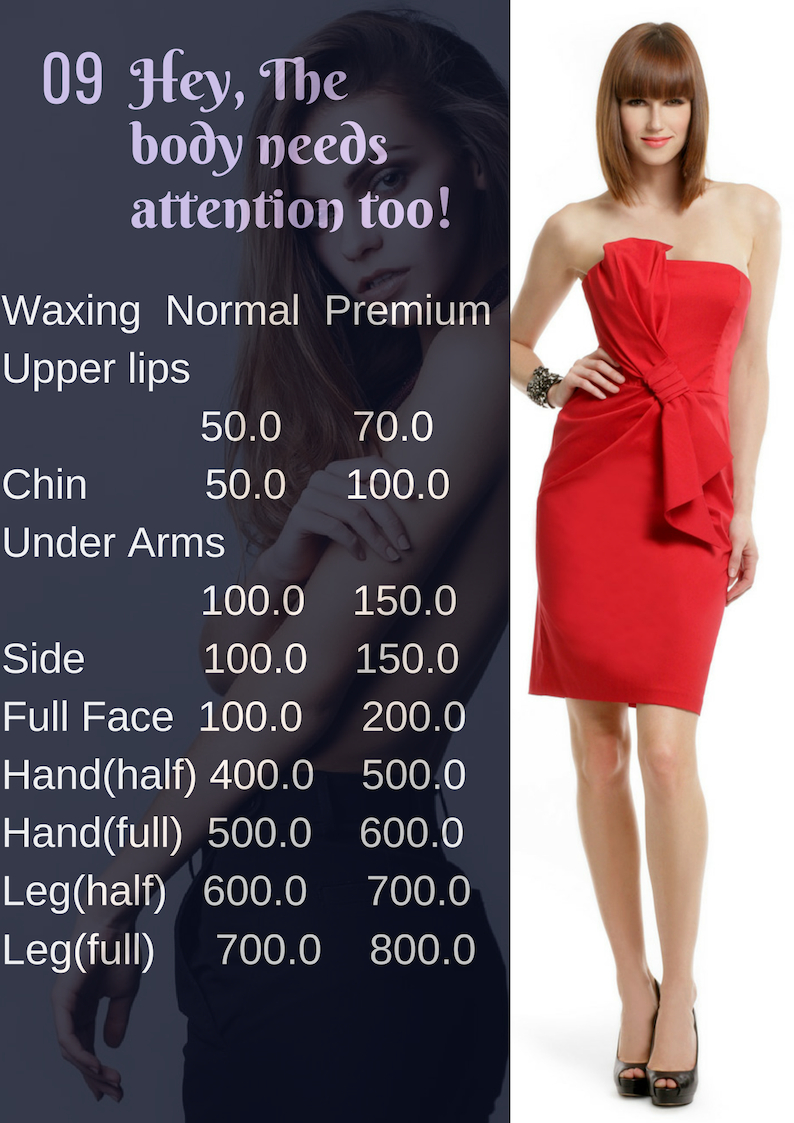 09 Hey, The
body needs
attention too!
Waxing Normal Premium
Upper lips
50.0 70.0
Chin 50.0 100.0
Under Arms
100.0 150.0
Side 100.0 150.0
Full Face 100.0 200.0
Hand(half) 400.0 500.0
Hand(full) 500.0 600.0
Leg(half) 600.0 700.0
Leg(full) 700.0 800.0